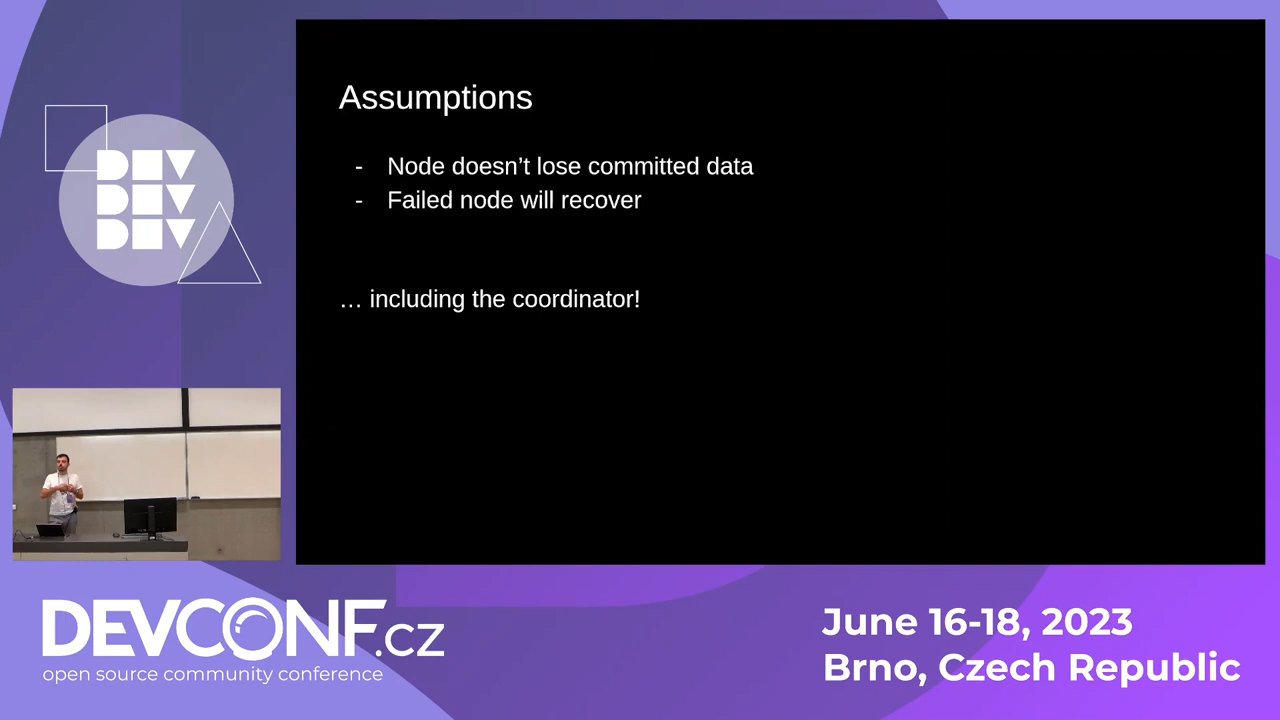 Assumptions
- Node doesn’t lose committed data
- Failed node will recover
… including the coordinator!
DEV
DEV
DEV
DEVCONF.cz
open source community conference
June 16-18, 2023
Brno, Czech Republic